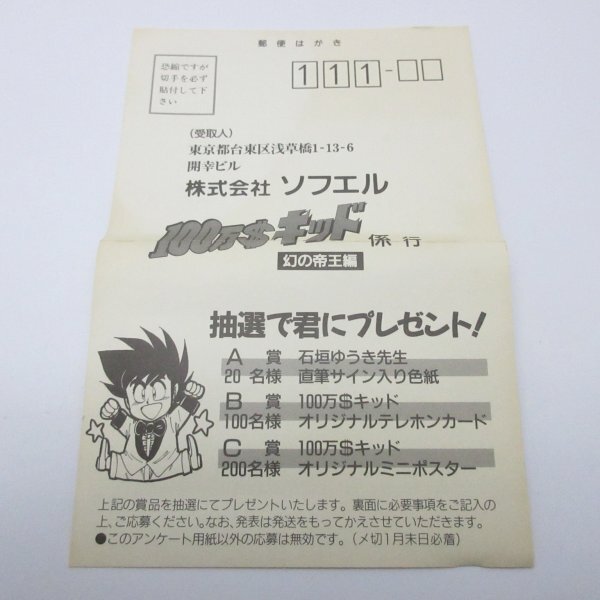 郵便はがき
恐縮ですが
切手を必ず
貼付して下
さい
111-
(受取人)
東京都台東区浅草橋1-13-6
開幸ビル
株式会社 ソフエル
100万$キッド 係 行
幻の帝王編
抽選で君にプレゼント!
A 賞 石垣ゆうき先生
20 名様 直筆サイン入り色紙
B 賞 100万$キッド
100名様 オリジナルテレホンカード
C 賞 100万$キッド
200名様 オリジナルミニポスター
上記の賞品を抽選にてプレゼントいたします。裏面に必要事項をご記入の
上、ご応募ください。なお、発表は発送をもってかえさせていただきます。
●このアンケート用紙以外の応募は無効です。(〆切1月末日必着)